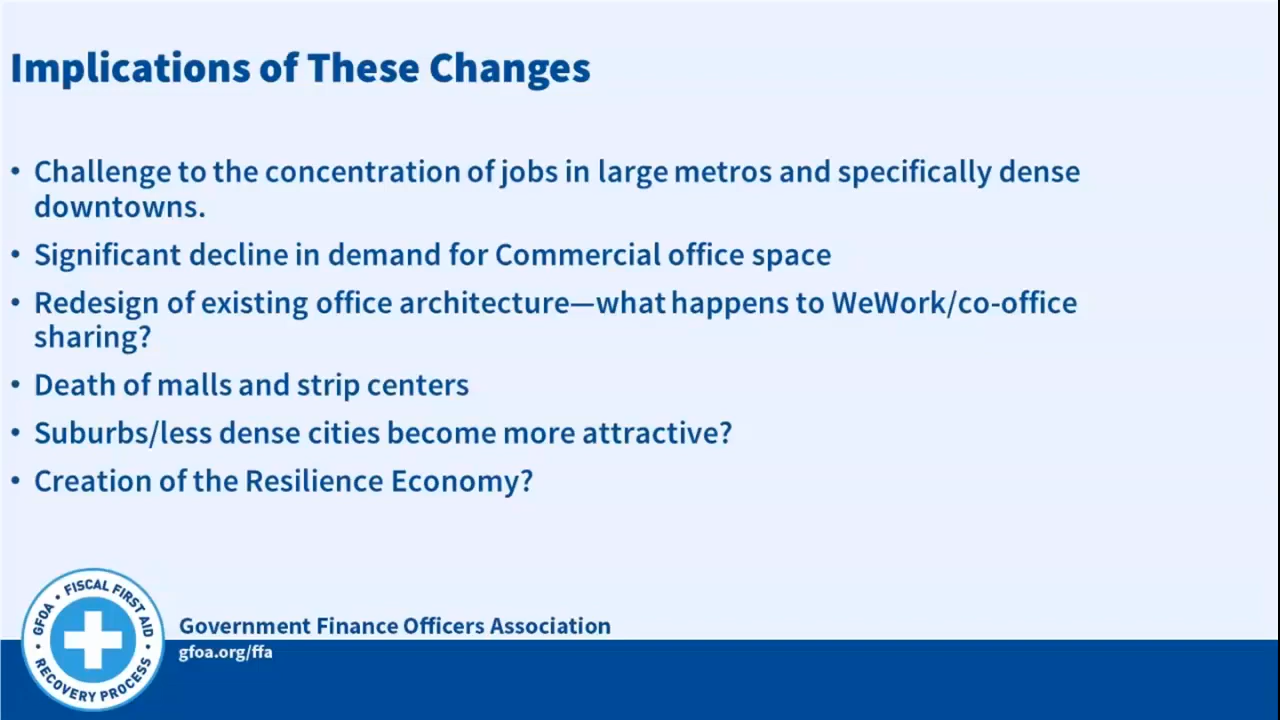 Implications of These Changes
• Challenge to the concentration of jobs in large metros and specifically dense
downtowns.
• Significant decline in demand for Commercial office space
• Redesign of existing office architecture—what happens to WeWork/co-office
sharing?
• Death of malls and strip centers
• Suburbs/less dense cities become more attractive?
• Creation of the Resilience Economy?
GFOA • FISCAL FIRST AID • RECOVERY PROCESS •
Government Finance Officers Association
gfoa.org/ffa